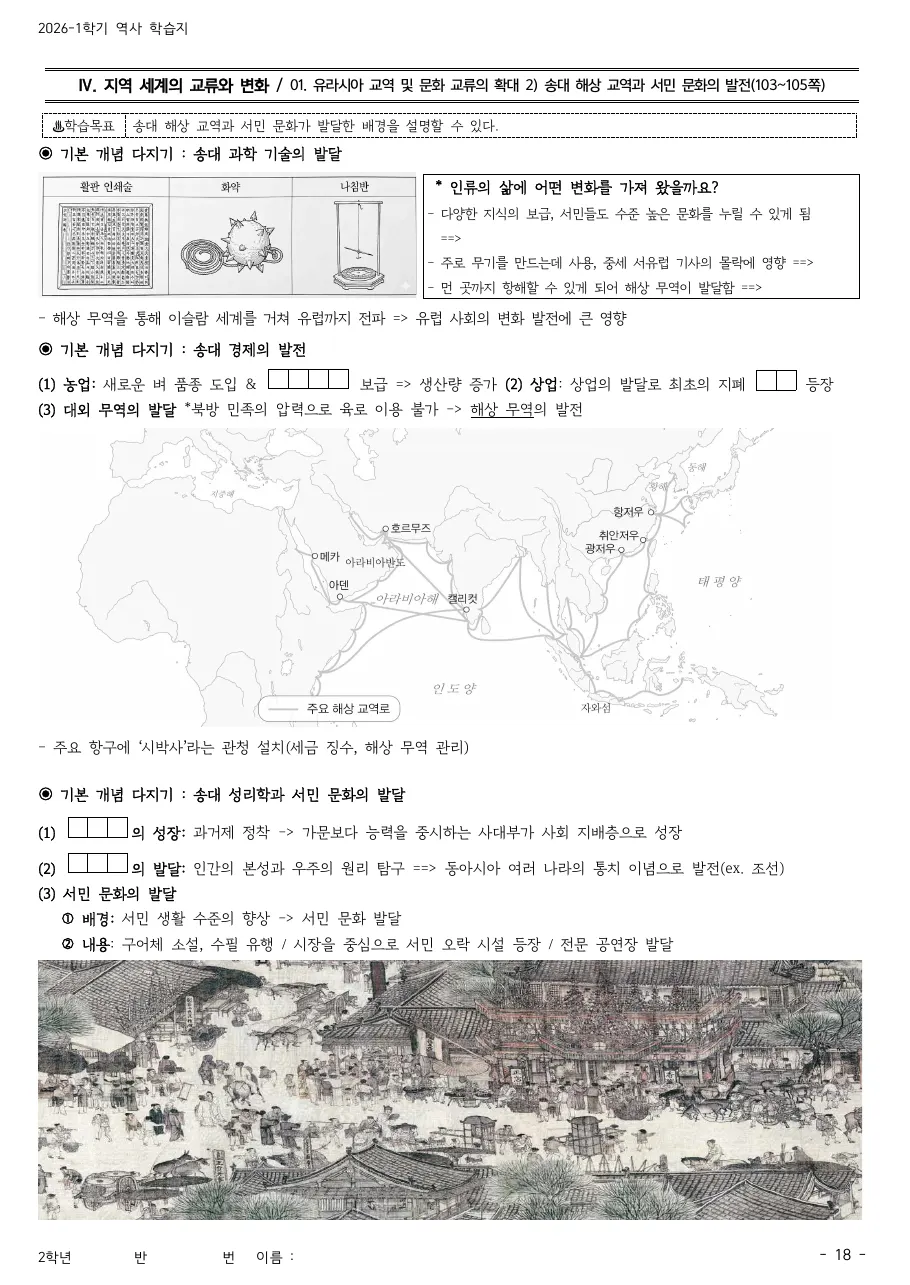 2026-1학기 역사 학습지
Ⅳ. 지역 세계의 교류와 변화 / 01. 유라시아 교역 및 문화 교류의 확대 2) 송대 해상 교역과 서민 문화의 발전(103~105쪽)
♨학습목표 송대 해상 교역과 서민 문화가 발달한 배경을 설명할 수 있다.
◉ 기본 개념 다지기 : 송대 과학 기술의 발달
활판 인쇄술 화약 나침반
* 인류의 삶에 어떤 변화를 가져 왔을까요?
- 다양한 지식의 보급, 서민들도 수준 높은 문화를 누릴 수 있게 됨
==>
- 주로 무기를 만드는데 사용, 중세 서유럽 기사의 몰락에 영향 ==>
- 먼 곳까지 항해할 수 있게 되어 해상 무역이 발달함 ==>
- 해상 무역을 통해 이슬람 세계를 거쳐 유럽까지 전파 => 유럽 사회의 변화 발전에 큰 영향
◉ 기본 개념 다지기 : 송대 경제의 발전
(1) 농업: 새로운 벼 품종 도입 & 보급 => 생산량 증가 (2) 상업: 상업의 발달로 최초의 지폐 등장
(3) 대외 무역의 발달 *북방 민족의 압력으로 육로 이용 불가 -> 해상 무역의 발전
동해
황해
지중해
항저우
호르무즈
취안저우
광저우
메카
아라비아반도
태평양
아덴
아라비아해
캘리컷
인도양
자와섬
주요 해상 교역로
- 주요 항구에 ‘시박사’라는 관청 설치(세금 징수, 해상 무역 관리)
◉ 기본 개념 다지기 : 송대 성리학과 서민 문화의 발달
(1) 의 성장: 과거제 정착 -> 가문보다 능력을 중시하는 사대부가 사회 지배층으로 성장
(2) 의 발달: 인간의 본성과 우주의 원리 탐구 ==> 동아시아 여러 나라의 통치 이념으로 발전(ex. 조선)
(3) 서민 문화의 발달
① 배경: 서민 생활 수준의 향상 -> 서민 문화 발달
② 내용: 구어체 소설, 수필 유행 / 시장을 중심으로 서민 오락 시설 등장 / 전문 공연장 발달
2학년 반 번 이름 :
- 18 -